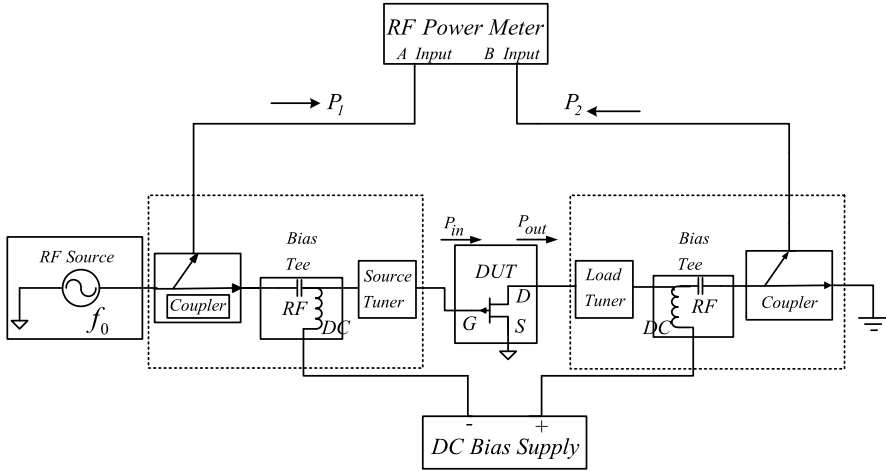 RF Power Meter
A Input B Input
P1
P2
RF Source
f0
Coupler
Bias
Tee
RF
DC
Source
Tuner
Pin
Pout
DUT
D
G
S
Load
Tuner
Bias
Tee
DC
RF
Coupler
- +
DC Bias Supply